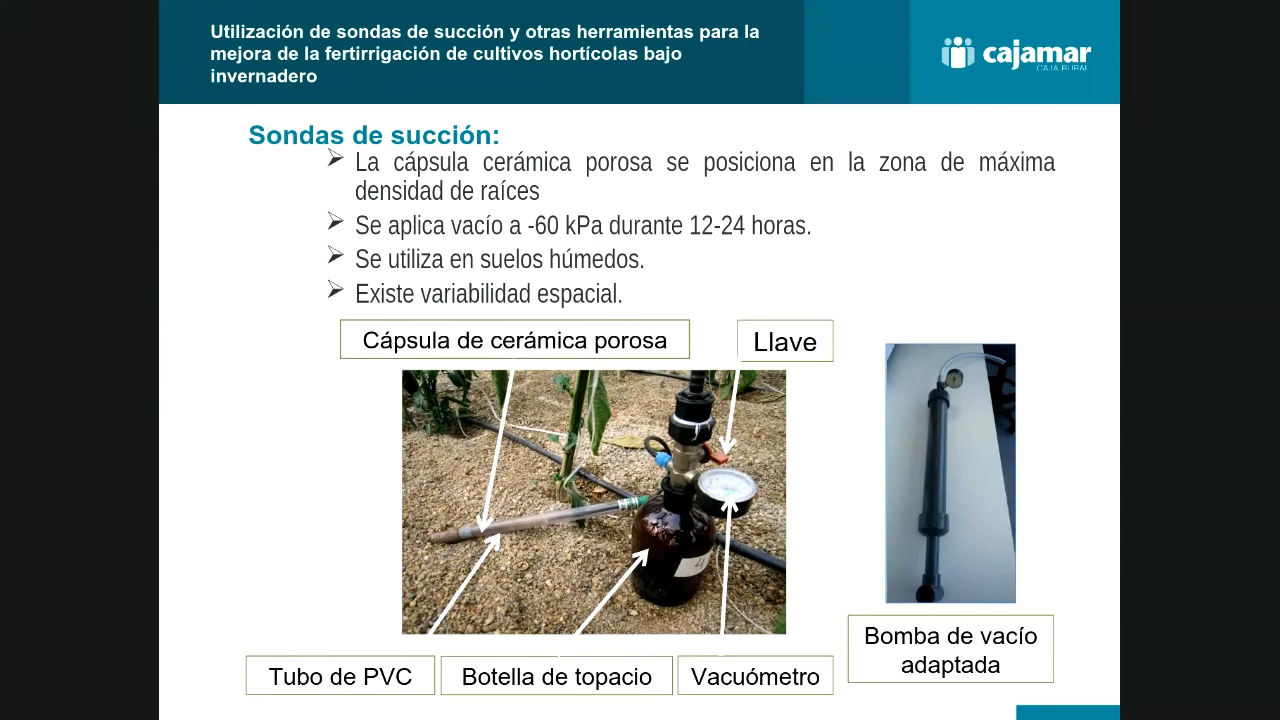 Utilización de sondas de succión y otras herramientas para la
mejora de la fertirrigación de cultivos hortícolas bajo
invernadero
cajamar
CAJA RURAL
Sondas de succión:
La cápsula cerámica porosa se posiciona en la zona de máxima
densidad de raíces
Se aplica vacío a -60 kPa durante 12-24 horas.
Se utiliza en suelos húmedos.
Existe variabilidad espacial.
Cápsula de cerámica porosa
Llave
4
Bomba de vacío
adaptada
Tubo de PVC
Botella de topacio
Vacuómetro